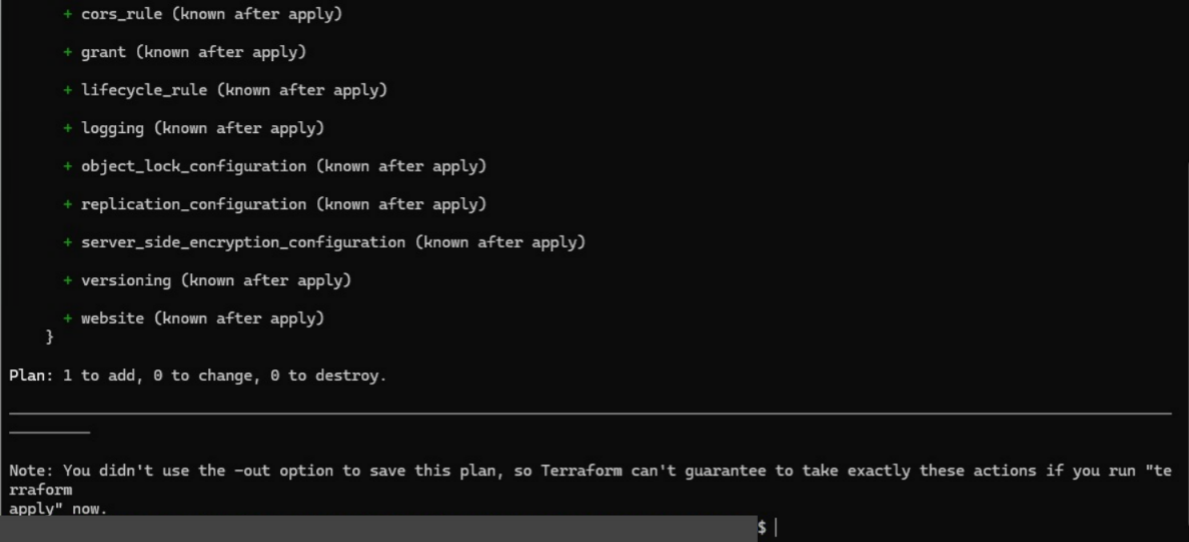 + cors_rule (known after apply)
+ grant (known after apply)
+ lifecycle_rule (known after apply)
+ logging (known after apply)
+ object_lock_configuration (known after apply)
+ replication_configuration (known after apply)
+ server_side_encryption_configuration (known after apply)
+ versioning (known after apply)
+ website (known after apply)
}
Plan: 1 to add, 0 to change, 0 to destroy.
Note: You didn't use the -out option to save this plan, so Terraform can't guarantee to take exactly these actions if you run "te
rraform
apply" now.
$